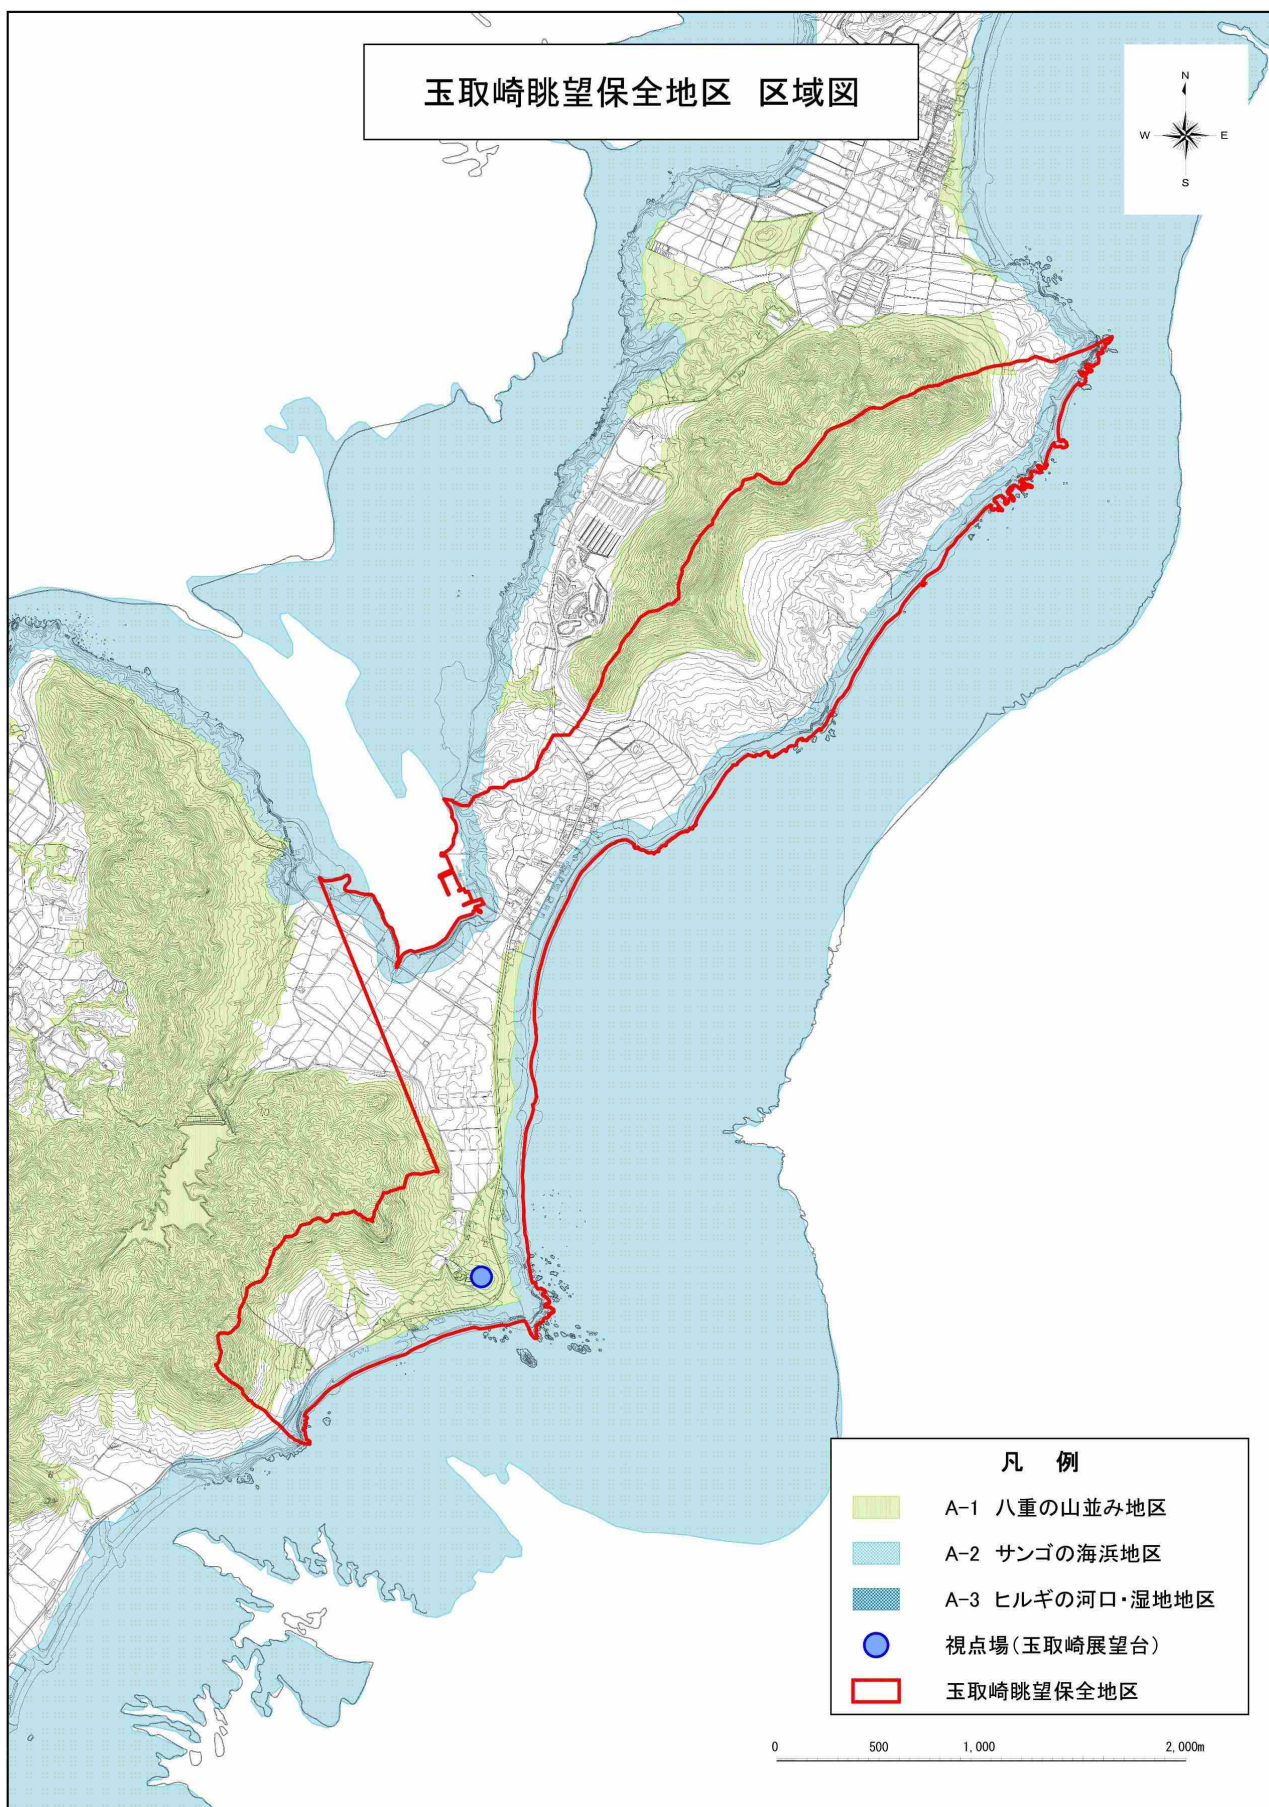 玉取崎眺望保全地区 区域図
N
W E
S
凡 例
A-1 八重の山並み地区
A-2 サンゴの海浜地区
A-3 ヒルギの河口・湿地地区
視点場(玉取崎展望台)
玉取崎眺望保全地区
0 500 1,000 2,000m